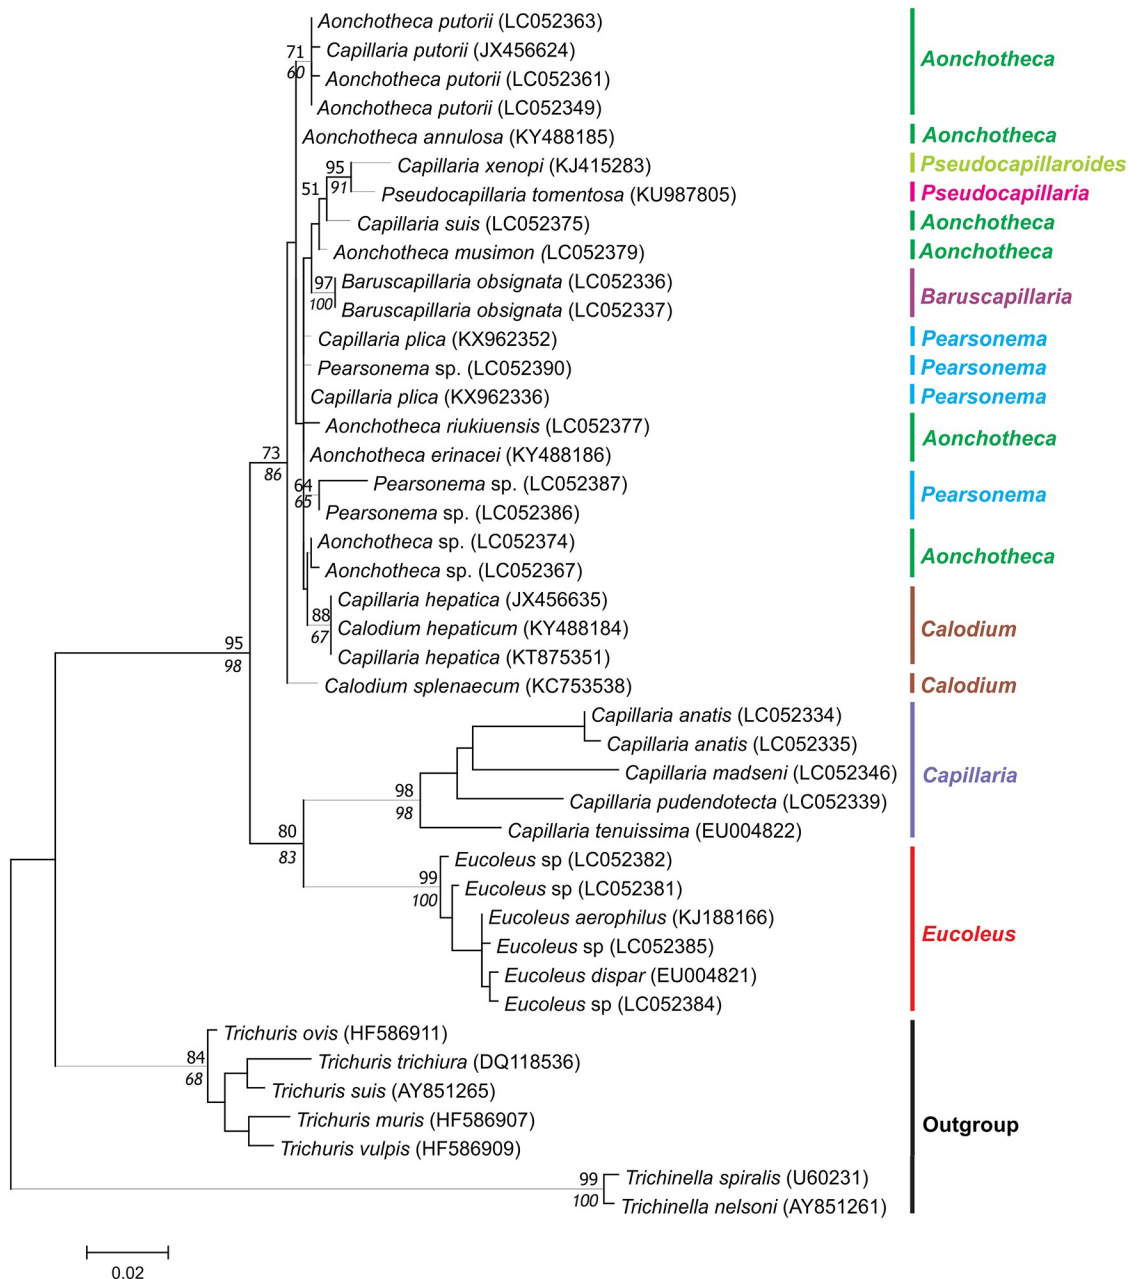 Aonchotheca putorii (LC052363)
71
Capillaria putorii (JX456624)
Aonchotheca
60
Aonchotheca putorii (LC052361)
Aonchotheca putorii (LC052349)
Aonchotheca annulosa (KY488185)
Aonchotheca
95
Capillaria xenopi (KJ415283)
Pseudocapillaroides
51
91
Pseudocapillaria tomentosa (KU987805)
Pseudocapillaria
Capillaria suis (LC052375)
Aonchotheca
Aonchotheca musimon (LC052379)
Aonchotheca
97
Baruscapillaria obsignata (LC052336)
Baruscapillaria
100
Baruscapillaria obsignata (LC052337)
Capillaria plica (KX962352)
Pearsonema
Pearsonema sp. (LC052390)
Pearsonema
Capillaria plica (KX962336)
Pearsonema
Aonchotheca riukiuensis (LC052377)
Aonchotheca
73
Aonchotheca erinacei (KY488186)
86
64
Pearsonema sp. (LC052387)
Pearsonema
65
Pearsonema sp. (LC052386)
Aonchotheca sp. (LC052374)
Aonchotheca
Aonchotheca sp. (LC052367)
Capillaria hepatica (JX456635)
88
Calodium hepaticum (KY488184)
Calodium
67
95
98
Capillaria hepatica (KT875351)
Calodium splenaecum (KC753538)
Calodium
Capillaria anatis (LC052334)
Capillaria anatis (LC052335)
Capillaria madseni (LC052346)
Capillaria
98
98
Capillaria pudendotecta (LC052339)
80
Capillaria tenuissima (EU004822)
83
Eucoleus sp (LC052382)
99
Eucoleus sp (LC052381)
100
Eucoleus aerophilus (KJ188166)
Eucoleus
Eucoleus sp (LC052385)
Eucoleus dispar (EU004821)
Eucoleus sp (LC052384)
Trichuris ovis (HF586911)
84
Trichuris trichiura (DQ118536)
68
Trichuris suis (AY851265)
Trichuris muris (HF586907)
Outgroup
Trichuris vulpis (HF586909)
99
Trichinella spiralis (U60231)
100
Trichinella nelsoni (AY851261)
0.02